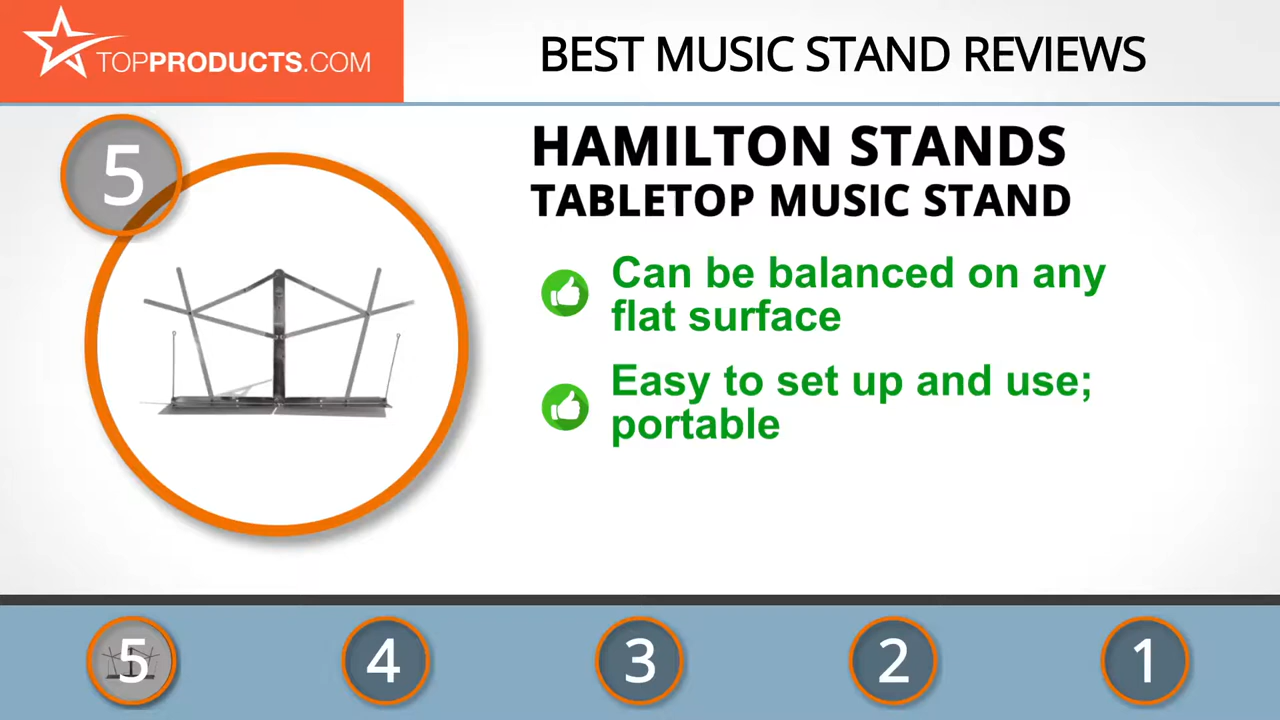 TOPPRODUCTS.COM
BEST MUSIC STAND REVIEWS
5
HAMILTON STANDS
TABLETOP MUSIC STAND
Can be balanced on any
flat surface
Easy to set up and use;
portable
5 4 3 2 1